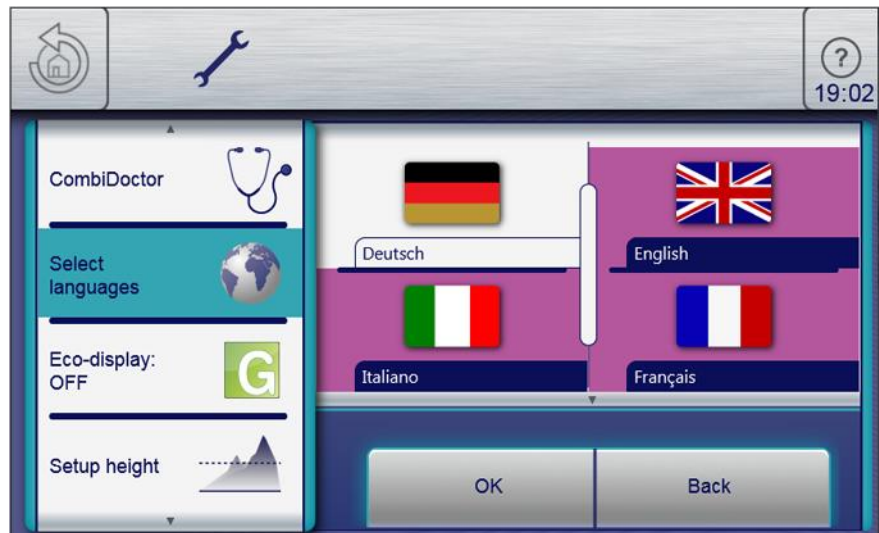 ?
19:02
CombiDoctor
Select
languages
Eco-display:
OFF
G
Setup height
Deutsch
English
Italiano
Français
OK
Back